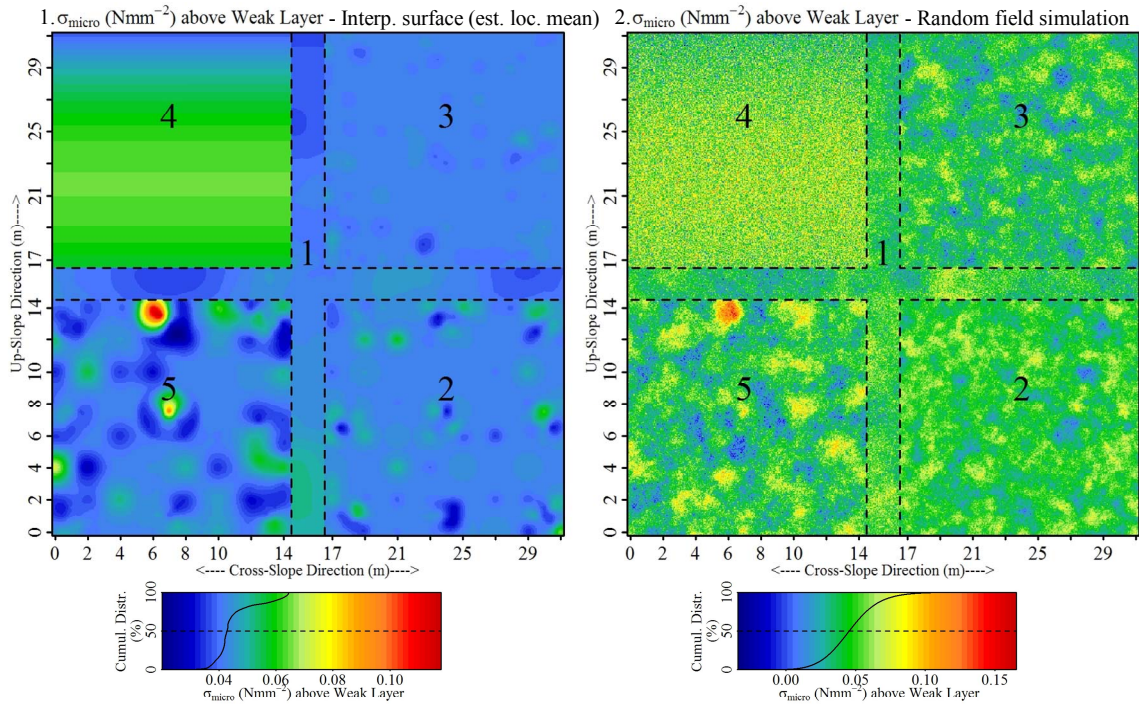 1. σmicro (Nmm−2) above Weak Layer - Interp. surface (est. loc. mean)
4
3
1
5
2
Up-Slope Direction (m)---->
0 2 4 6 8 10 14 17 21 25 29
0 2 4 6 8 10 14 17 21 25 29
<---- Cross-Slope Direction (m)---->
Cumul. Distr.
(%)
0 50 100
0.04 0.06 0.08 0.10
σmicro (Nmm−2) above Weak Layer
2. σmicro (Nmm−2) above Weak Layer - Random field simulation
4
3
1
5
2
Up-Slope Direction (m)---->
0 2 4 6 8 10 14 17 21 25 29
0 2 4 6 8 10 14 17 21 25 29
<---- Cross-Slope Direction (m)---->
Cumul. Distr.
(%)
0 50 100
0.00 0.05 0.10 0.15
σmicro (Nmm−2) above Weak Layer